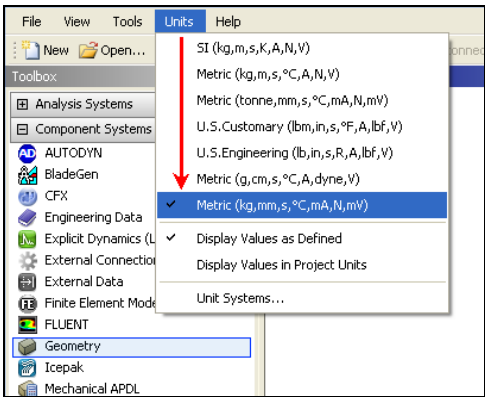 File View Tools Units Help
New Open...
SI (kg,m,s,K,A,N,V)
Metric (kg,m,s,°C,A,N,V)
Metric (tonne,mm,s,°C,mA,N,mV)
U.S.Customary (lbm,in,s,°F,A,lbf,V)
U.S.Engineering (lb,in,s,R,A,lbf,V)
Metric (g,cm,s,°C,A,dyne,V)
Metric (kg,mm,s,°C,mA,N,mV)
Display Values as Defined
Display Values in Project Units
Unit Systems...
Toolbox
Analysis Systems
Component Systems
AUTODYN
BladeGen
CFX
Engineering Data
Explicit Dynamics (L
External Connectio
External Data
Finite Element Mode
FLUENT
Geometry
Icepak
Mechanical APDL